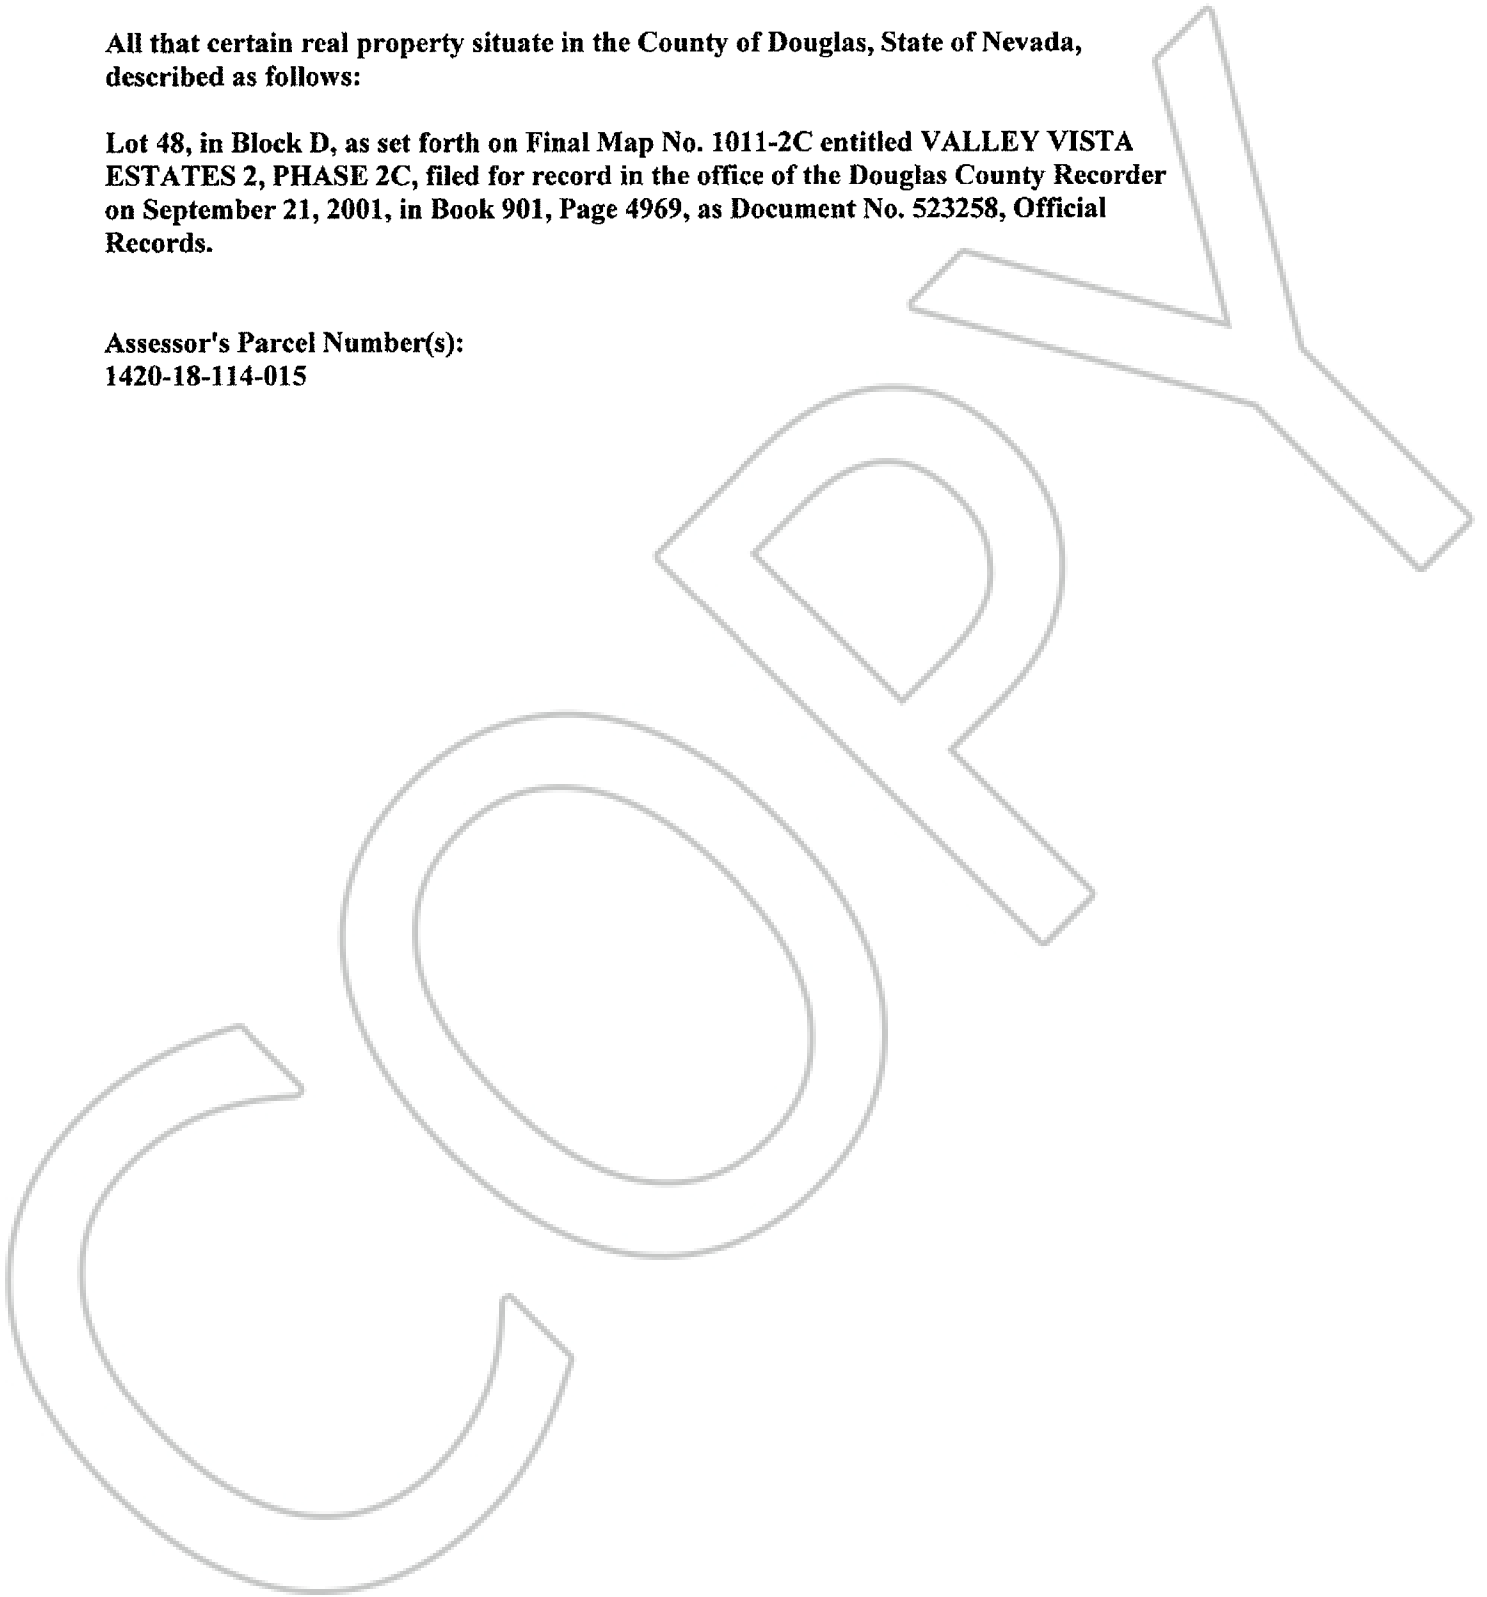 All that certain real property situate in the County of Douglas, State of Nevada,
described as follows:
Lot 48, in Block D, as set forth on Final Map No. 1011-2C entitled VALLEY VISTA
ESTATES 2, PHASE 2C, filed for record in the office of the Douglas County Recorder
on September 21, 2001, in Book 901, Page 4969, as Document No. 523258, Official
Records.
Assessor's Parcel Number(s):
1420-18-114-015
COPY